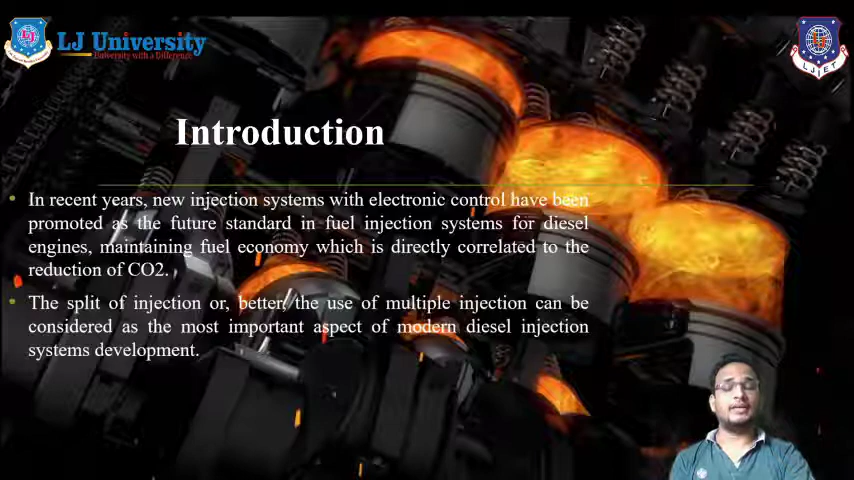 LJ University
University with a Difference
LJIET
Introduction
• In recent years, new injection systems with electronic control have been
promoted as the future standard in fuel injection systems for diesel
engines, maintaining fuel economy which is directly correlated to the
reduction of CO2.
• The split of injection or, better, the use of multiple injection can be
considered as the most important aspect of modern diesel injection
systems development.